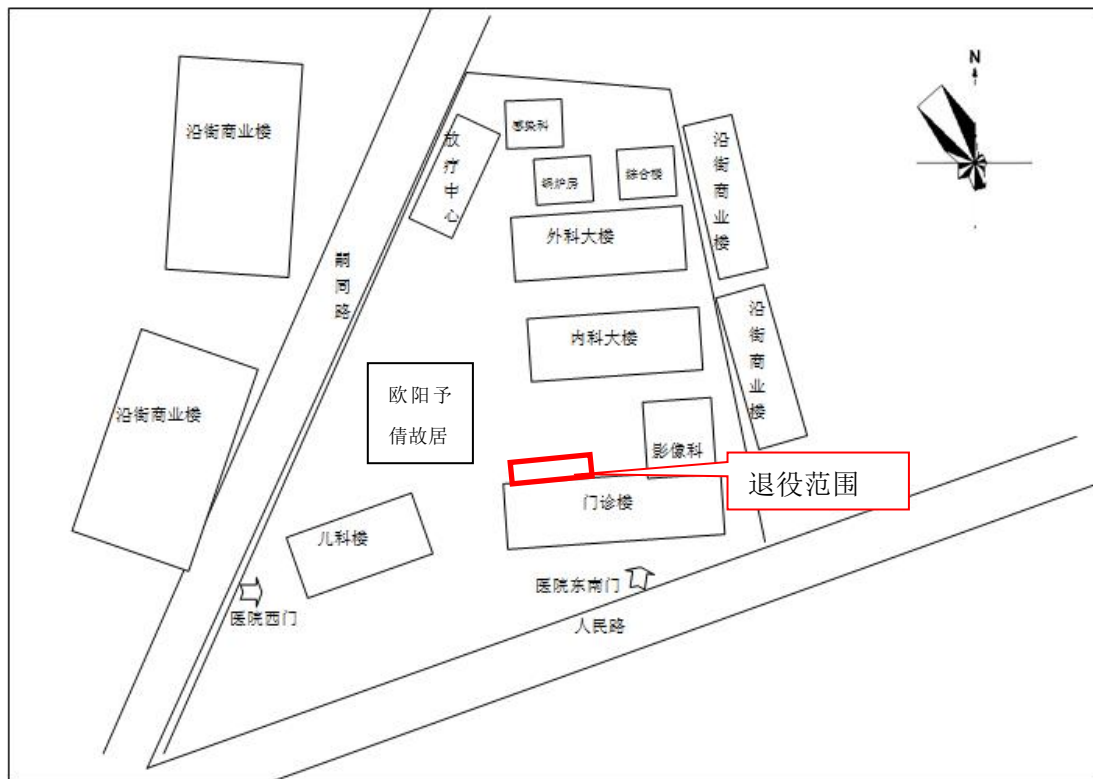 N
沿街商业楼
放疗中心
感染科
锅炉房
综合楼
沿街商业楼
外科大楼
嗣同路
内科大楼
沿街商业楼
欧阳予
倩故居
沿街商业楼
影像科
退役范围
门诊楼
儿科楼
医院东南门
医院西门
人民路